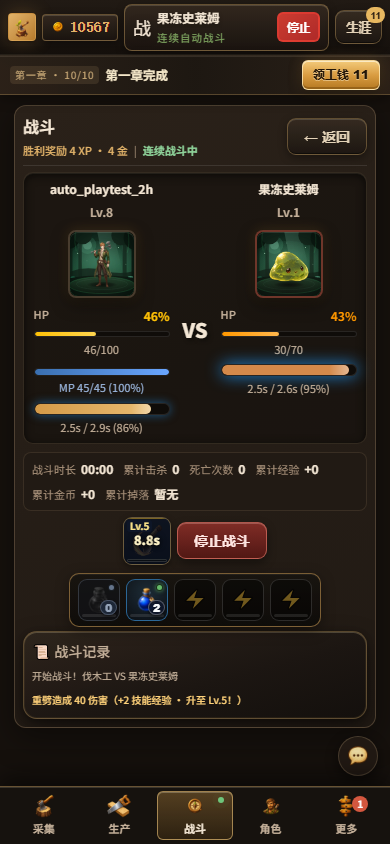 10567
战
果冻史莱姆
连续自动战斗
停止
生涯
11
第一章 · 10/10
第一章完成
领工钱 11
战斗
胜利奖励 4 XP · 4 金 | 连续战斗中
← 返回
auto_playtest_2h
Lv.8
HP 46%
46/100
MP 45/45 (100%)
2.5s / 2.9s (86%)
VS
果冻史莱姆
Lv.1
HP 43%
30/70
2.5s / 2.6s (95%)
战斗时长 00:00 累计击杀 0 死亡次数 0 累计经验 +0
累计金币 +0 累计掉落 暂无
Lv.5
8.8s
停止战斗
0
2
战斗记录
开始战斗！伐木工 VS 果冻史莱姆
重劈造成 40 伤害（+2 技能经验 · 升至 Lv.5！）
采集
生产
战斗
角色
更多
1